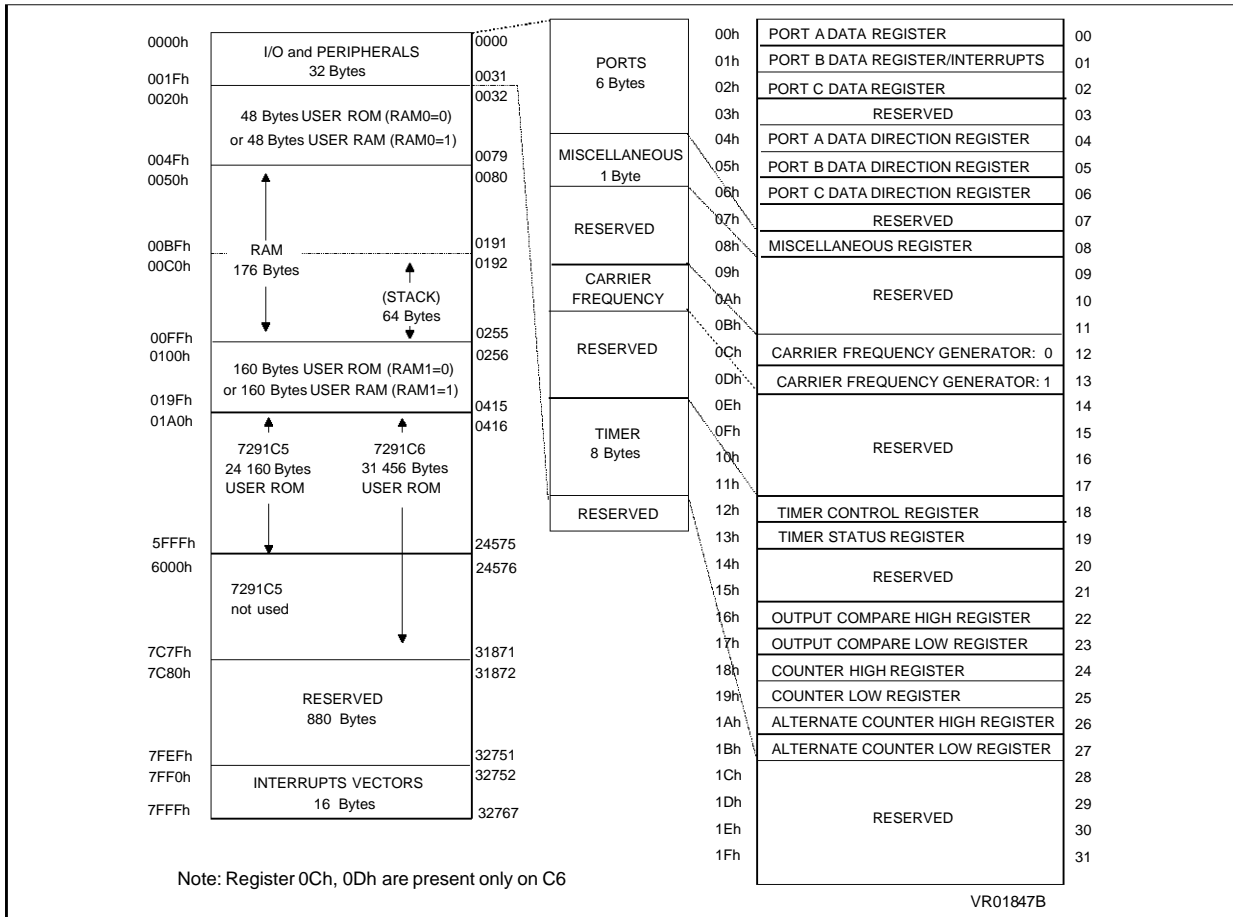 0000h
I/O and PERIPHERALS
32 Bytes
0000
001Fh
0031
0020h
0032
48 Bytes USER ROM (RAM0=0)
or 48 Bytes USER RAM (RAM0=1)
004Fh
0079
0050h
0080
00BFh
RAM
0191
00C0h
176 Bytes
0192
(STACK)
64 Bytes
00FFh
0255
0100h
0256
160 Bytes USER ROM (RAM1=0)
or 160 Bytes USER RAM (RAM1=1)
019Fh
0415
01A0h
0416
7291C5
24 160 Bytes
USER ROM
7291C6
31 456 Bytes
USER ROM
5FFFh
24575
6000h
24576
7291C5
not used
7C7Fh
31871
7C80h
31872
RESERVED
880 Bytes
7FEFh
32751
7FF0h
32752
INTERRUPTS VECTORS
16 Bytes
7FFFh
32767
PORTS
6 Bytes
MISCELLANEOUS
1 Byte
RESERVED
CARRIER
FREQUENCY
RESERVED
TIMER
8 Bytes
RESERVED
00h PORT A DATA REGISTER 00
01h PORT B DATA REGISTER/INTERRUPTS 01
02h PORT C DATA REGISTER 02
03h RESERVED 03
04h PORT A DATA DIRECTION REGISTER 04
05h PORT B DATA DIRECTION REGISTER 05
06h PORT C DATA DIRECTION REGISTER 06
07h RESERVED 07
08h MISCELLANEOUS REGISTER 08
09h 09
0Ah RESERVED 10
0Bh 11
0Ch CARRIER FREQUENCY GENERATOR: 0 12
0Dh CARRIER FREQUENCY GENERATOR: 1 13
0Eh 14
0Fh 15
10h RESERVED 16
11h 17
12h TIMER CONTROL REGISTER 18
13h TIMER STATUS REGISTER 19
14h 20
RESERVED
15h 21
16h OUTPUT COMPARE HIGH REGISTER 22
17h OUTPUT COMPARE LOW REGISTER 23
18h COUNTER HIGH REGISTER 24
19h COUNTER LOW REGISTER 25
1Ah ALTERNATE COUNTER HIGH REGISTER 26
1Bh ALTERNATE COUNTER LOW REGISTER 27
1Ch 28
1Dh 29
RESERVED
1Eh 30
1Fh 31
Note: Register 0Ch, 0Dh are present only on C6
VR01847B